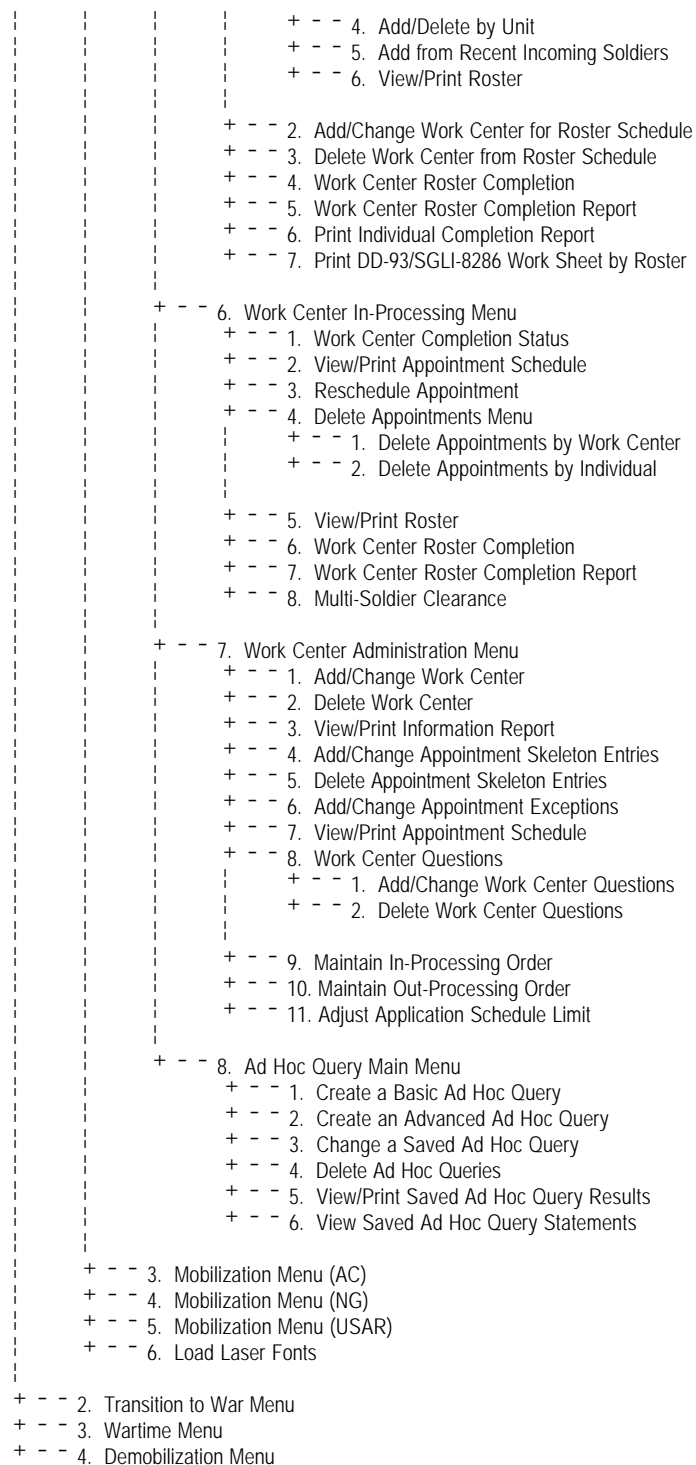 + - - 4. Add/Delete by Unit
+ - - 5. Add from Recent Incoming Soldiers
+ - - 6. View/Print Roster
+ - - 2. Add/Change Work Center for Roster Schedule
+ - - 3. Delete Work Center from Roster Schedule
+ - - 4. Work Center Roster Completion
+ - - 5. Work Center Roster Completion Report
+ - - 6. Print Individual Completion Report
+ - - 7. Print DD-93/SGLI-8286 Work Sheet by Roster
+ - - 6. Work Center In-Processing Menu
+ - - 1. Work Center Completion Status
+ - - 2. View/Print Appointment Schedule
+ - - 3. Reschedule Appointment
+ - - 4. Delete Appointments Menu
+ - - 1. Delete Appointments by Work Center
+ - - 2. Delete Appointments by Individual
+ - - 5. View/Print Roster
+ - - 6. Work Center Roster Completion
+ - - 7. Work Center Roster Completion Report
+ - - 8. Multi-Soldier Clearance
+ - - 7. Work Center Administration Menu
+ - - 1. Add/Change Work Center
+ - - 2. Delete Work Center
+ - - 3. View/Print Information Report
+ - - 4. Add/Change Appointment Skeleton Entries
+ - - 5. Delete Appointment Skeleton Entries
+ - - 6. Add/Change Appointment Exceptions
+ - - 7. View/Print Appointment Schedule
+ - - 8. Work Center Questions
+ - - 1. Add/Change Work Center Questions
+ - - 2. Delete Work Center Questions
+ - - 9. Maintain In-Processing Order
+ - - 10. Maintain Out-Processing Order
+ - - 11. Adjust Application Schedule Limit
+ - - 8. Ad Hoc Query Main Menu
+ - - 1. Create a Basic Ad Hoc Query
+ - - 2. Create an Advanced Ad Hoc Query
+ - - 3. Change a Saved Ad Hoc Query
+ - - 4. Delete Ad Hoc Queries
+ - - 5. View/Print Saved Ad Hoc Query Results
+ - - 6. View Saved Ad Hoc Query Statements
+ - - 3. Mobilization Menu (AC)
+ - - 4. Mobilization Menu (NG)
+ - - 5. Mobilization Menu (USAR)
+ - - 6. Load Laser Fonts
+ - - 2. Transition to War Menu
+ - - 3. Wartime Menu
+ - - 4. Demobilization Menu